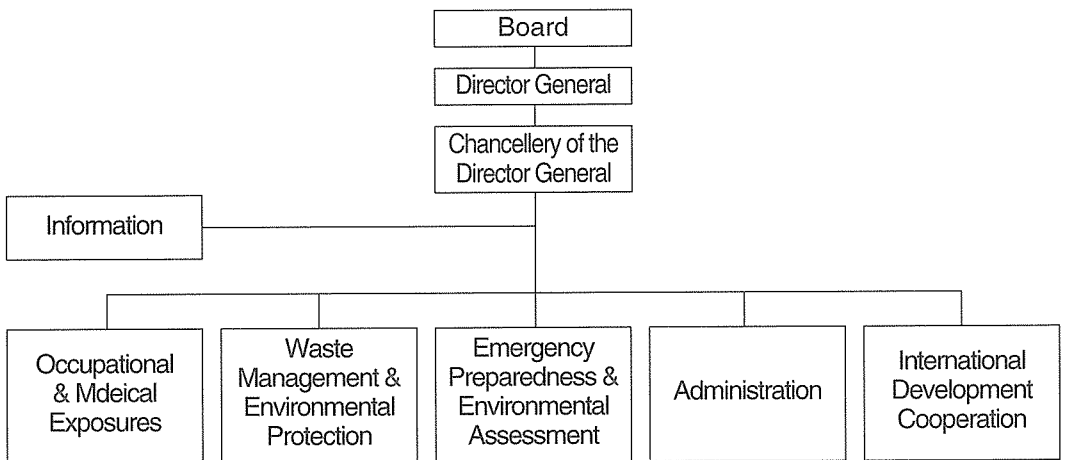 Board
Director General
Chancellery of the
Director General
Information
Occupational
& Mdeical
Exposures
Waste
Management &
Environmental
Protection
Emergency
Preparedness &
Environmental
Assessment
Administration
International
Development
Cooperation